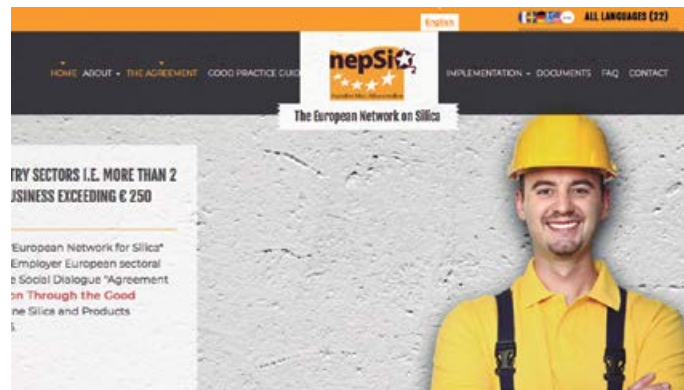 English
ALL LANGUAGES (22)
HOME ABOUT THE AGREEMENT GOOD PRACTICE GUID
nepSi
2
IMPLEMENTATION DOCUMENTS FAQ CONTACT
The European Network on Silica
TRY SECTORS I.E. MORE THAN 2
USINESS EXCEEDING € 250
"European Network for Silica"
Employer European sectoral
e Social Dialogue "Agreement
on Through the Good
ne Silica and Products